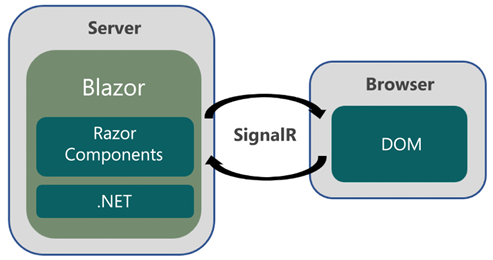 Server
Blazor
Razor
Components
.NET
SignalR
Browser
DOM